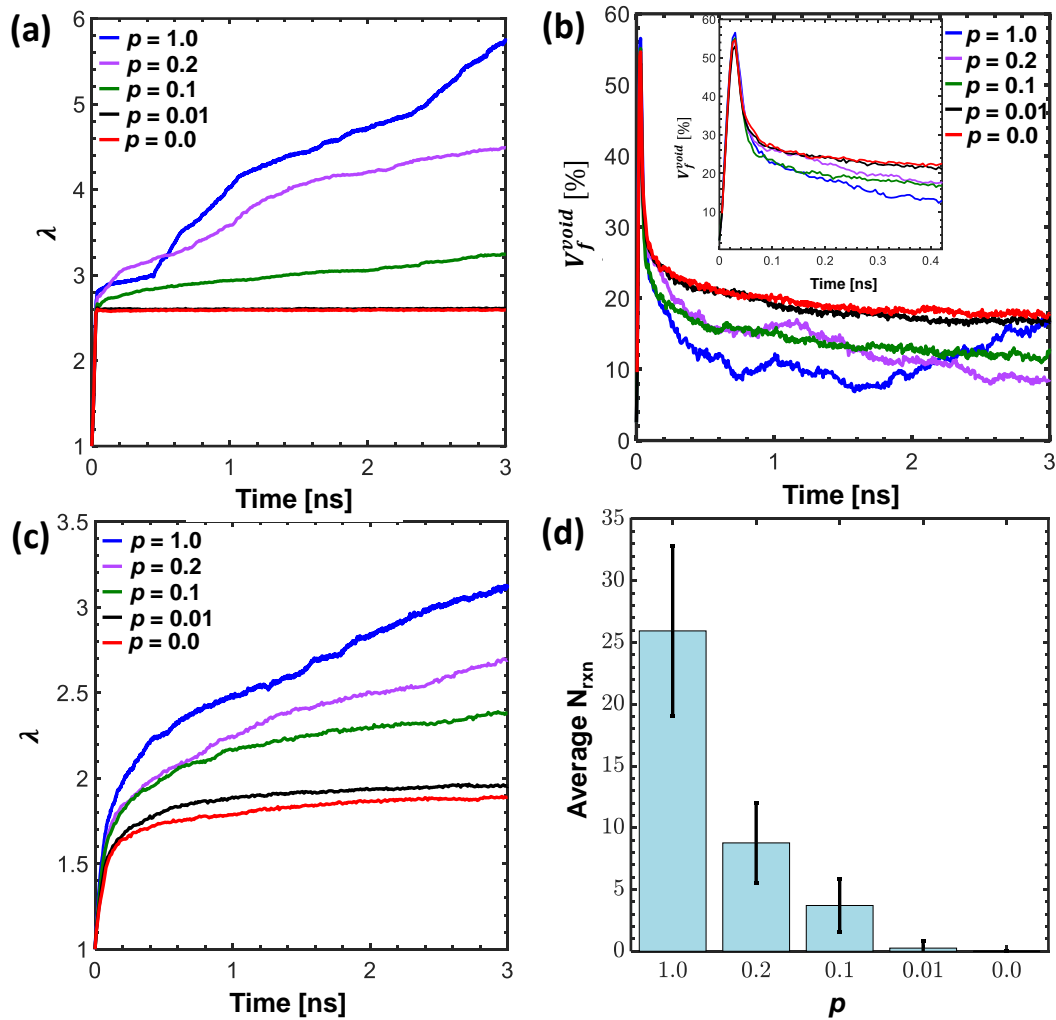 (a)
p = 1.0
p = 0.2
p = 0.1
p = 0.01
p = 0.0
6
5
4
3
2
1
λ
0
1
2
3
Time [ns]
(b)
60
50
40
30
20
10
0
V_f^void [%]
0
1
2
3
Time [ns]
60
50
40
30
20
10
V_f^void [%]
0
0.1
0.2
0.3
0.4
Time [ns]
p = 1.0
p = 0.2
p = 0.1
p = 0.01
p = 0.0
(c)
p = 1.0
p = 0.2
p = 0.1
p = 0.01
p = 0.0
3.5
3
2.5
2
1.5
1
λ
0
1
2
3
Time [ns]
(d)
35
30
25
20
15
10
5
0
Average N_rxn
1.0
0.2
0.1
0.01
0.0
p